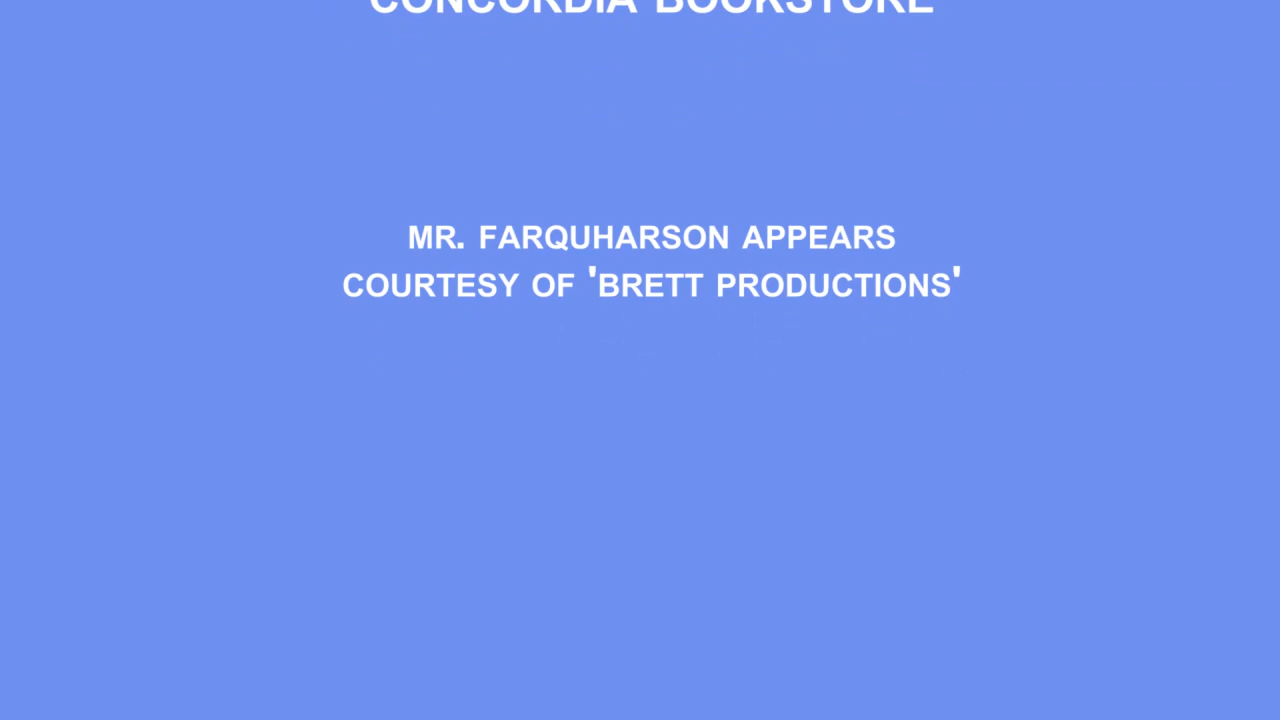 CONCORDIA BOOKSTORE
MR. FARQUHARSON APPEARS
COURTESY OF 'BRETT PRODUCTIONS'